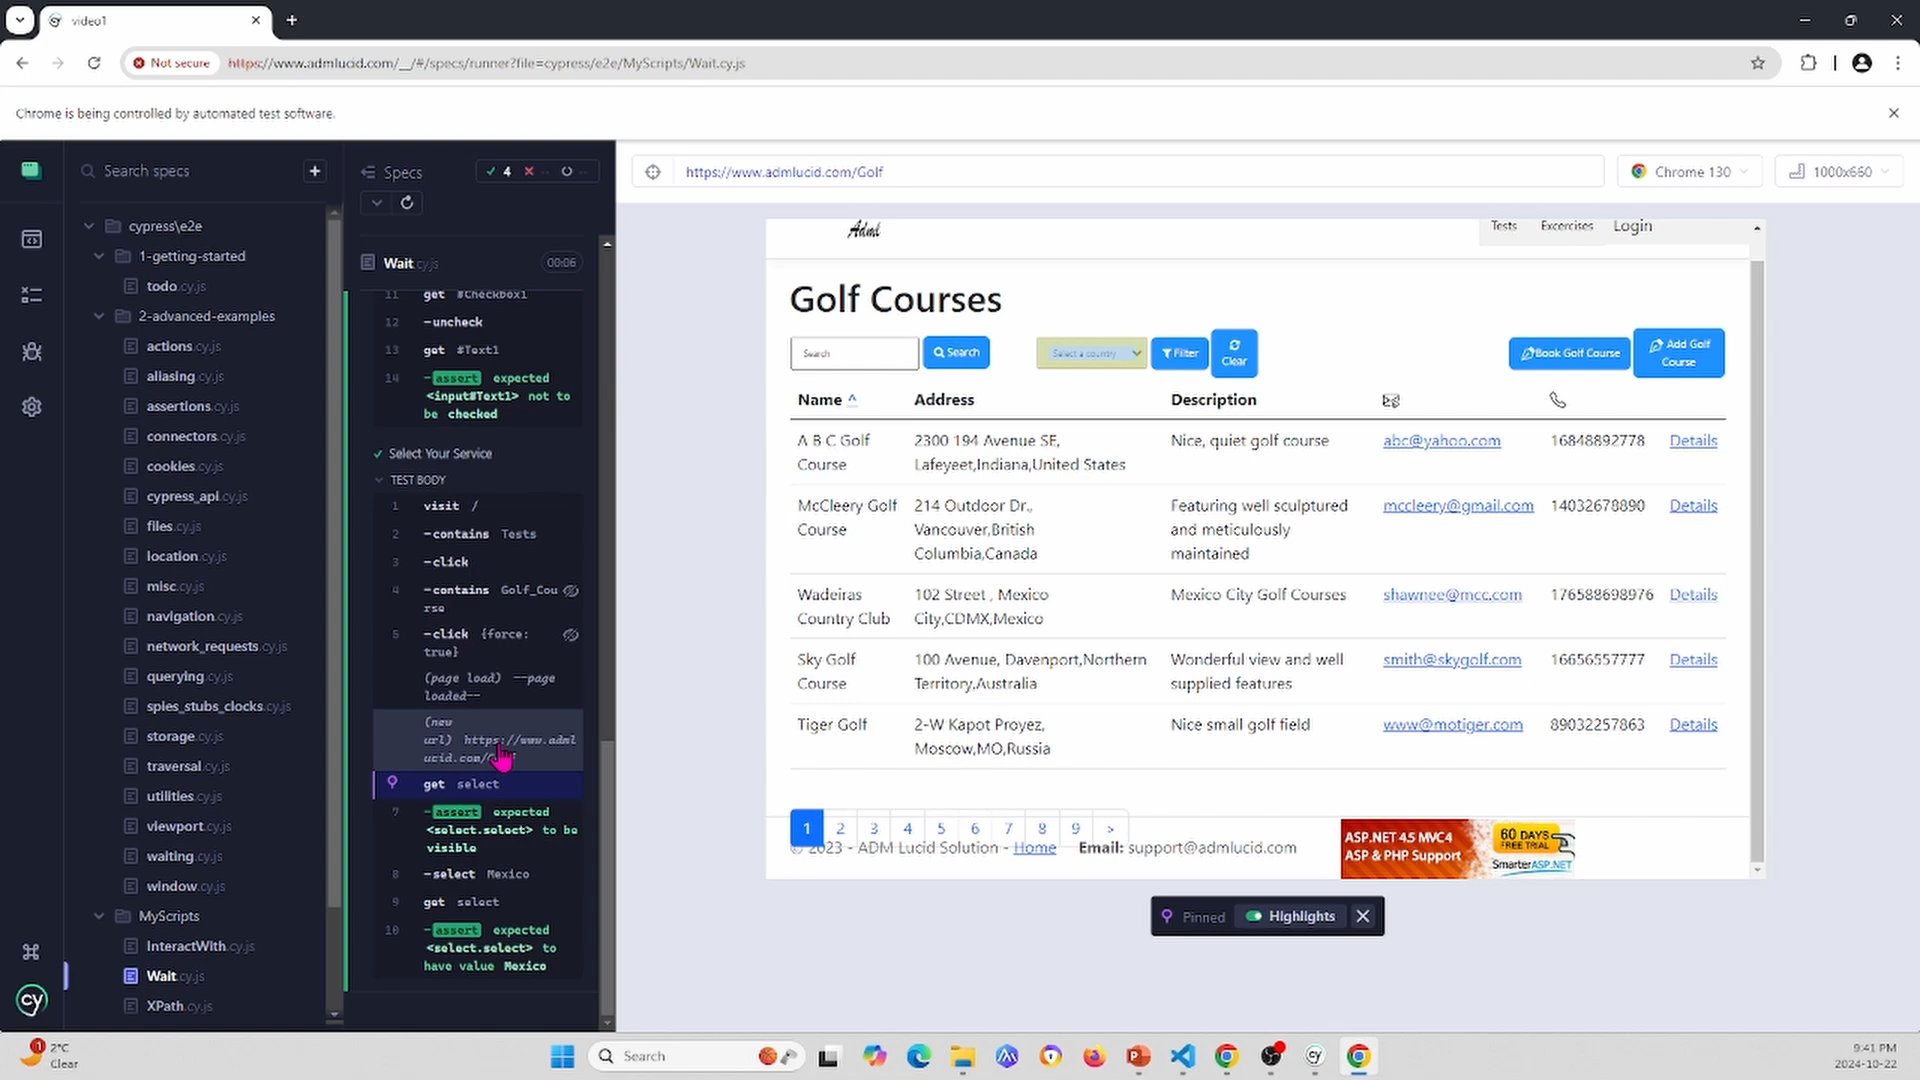 video1
Not secure
https://www.admlucid.com/__/#/specs/runner?file=cypress/e2e/MyScripts/Wait.cy.js
Chrome is being controlled by automated test software.
Search specs
cypress\e2e
1-getting-started
todo.cy.js
2-advanced-examples
actions.cy.js
aliasing.cy.js
assertions.cy.js
connectors.cy.js
cookies.cy.js
cypress_api.cy.js
files.cy.js
location.cy.js
misc.cy.js
navigation.cy.js
network_requests.cy.js
querying.cy.js
spies_stubs_clocks.cy.js
storage.cy.js
traversal.cy.js
utilities.cy.js
viewport.cy.js
waiting.cy.js
window.cy.js
MyScripts
InteractWith.cy.js
Wait.cy.js
XPath.cy.js
cy
Specs
4 -- --
Wait.cy.js 00:06
11 get #Checkbox1
12 -uncheck
13 get #Text1
14 -assert expected
<input#Text1> not to
be checked
Select Your Service
TEST BODY
1 visit /
2 -contains Tests
3 -click
4 -contains Golf_Cou
rse
5 -click {force:
true}
(page load) --page
loaded--
(new
url) https://www.adml
ucid.com/
get select
7 -assert expected
<select.select> to be
visible
8 -select Mexico
9 get select
10 -assert expected
<select.select> to
have value Mexico
https://www.admlucid.com/Golf
Chrome 130
1000x660
Adml
Tests Excercises Login
Golf Courses
Search Search Select a country Filter Clear Book Golf Course Add Golf
Course
Name Address Description
A B C Golf
Course
2300 194 Avenue SE,
Lafeyeet,Indiana,United States
Nice, quiet golf course
abc@yahoo.com 16848892778 Details
McCleery Golf
Course
214 Outdoor Dr.,
Vancouver,British
Columbia,Canada
Featuring well sculptured
and meticulously
maintained
mccleery@gmail.com 14032678890 Details
Wadeiras
Country Club
102 Street , Mexico
City,CDMX,Mexico
Mexico City Golf Courses
shawnee@mcc.com 176588698976 Details
Sky Golf
Course
100 Avenue, Davenport,Northern
Territory,Australia
Wonderful view and well
supplied features
smith@skygolf.com 16656557777 Details
Tiger Golf
2-W Kapot Proyez,
Moscow,MO,Russia
Nice small golf field
www@motiger.com 89032257863 Details
1 2 3 4 5 6 7 8 9 >
© 2023 - ADM Lucid Solution - Home Email: support@admlucid.com
ASP.NET 4.5 MVC4
ASP & PHP Support
60 DAYS
FREE TRIAL
SmarterASP.NET
Pinned Highlights
1
2°C
Clear
Search
9:41 PM
2024-10-22